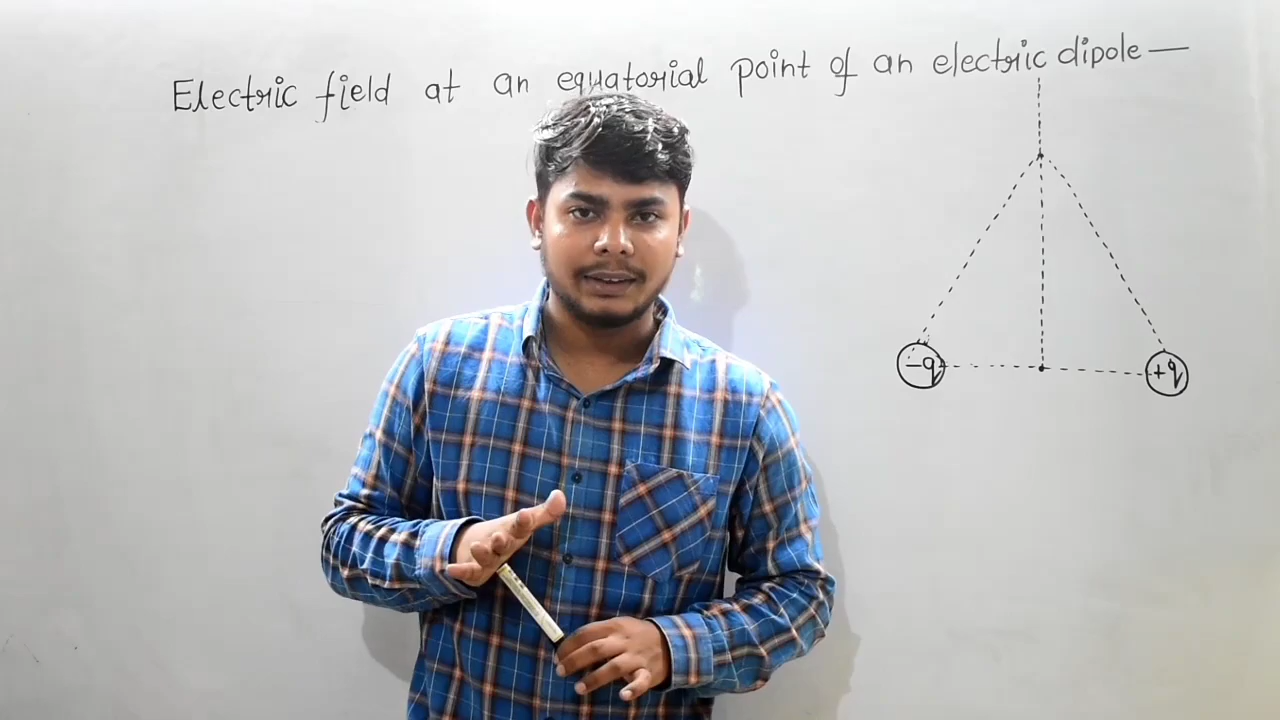 Electric field at an equatorial point of an electric dipole —
-q
+q